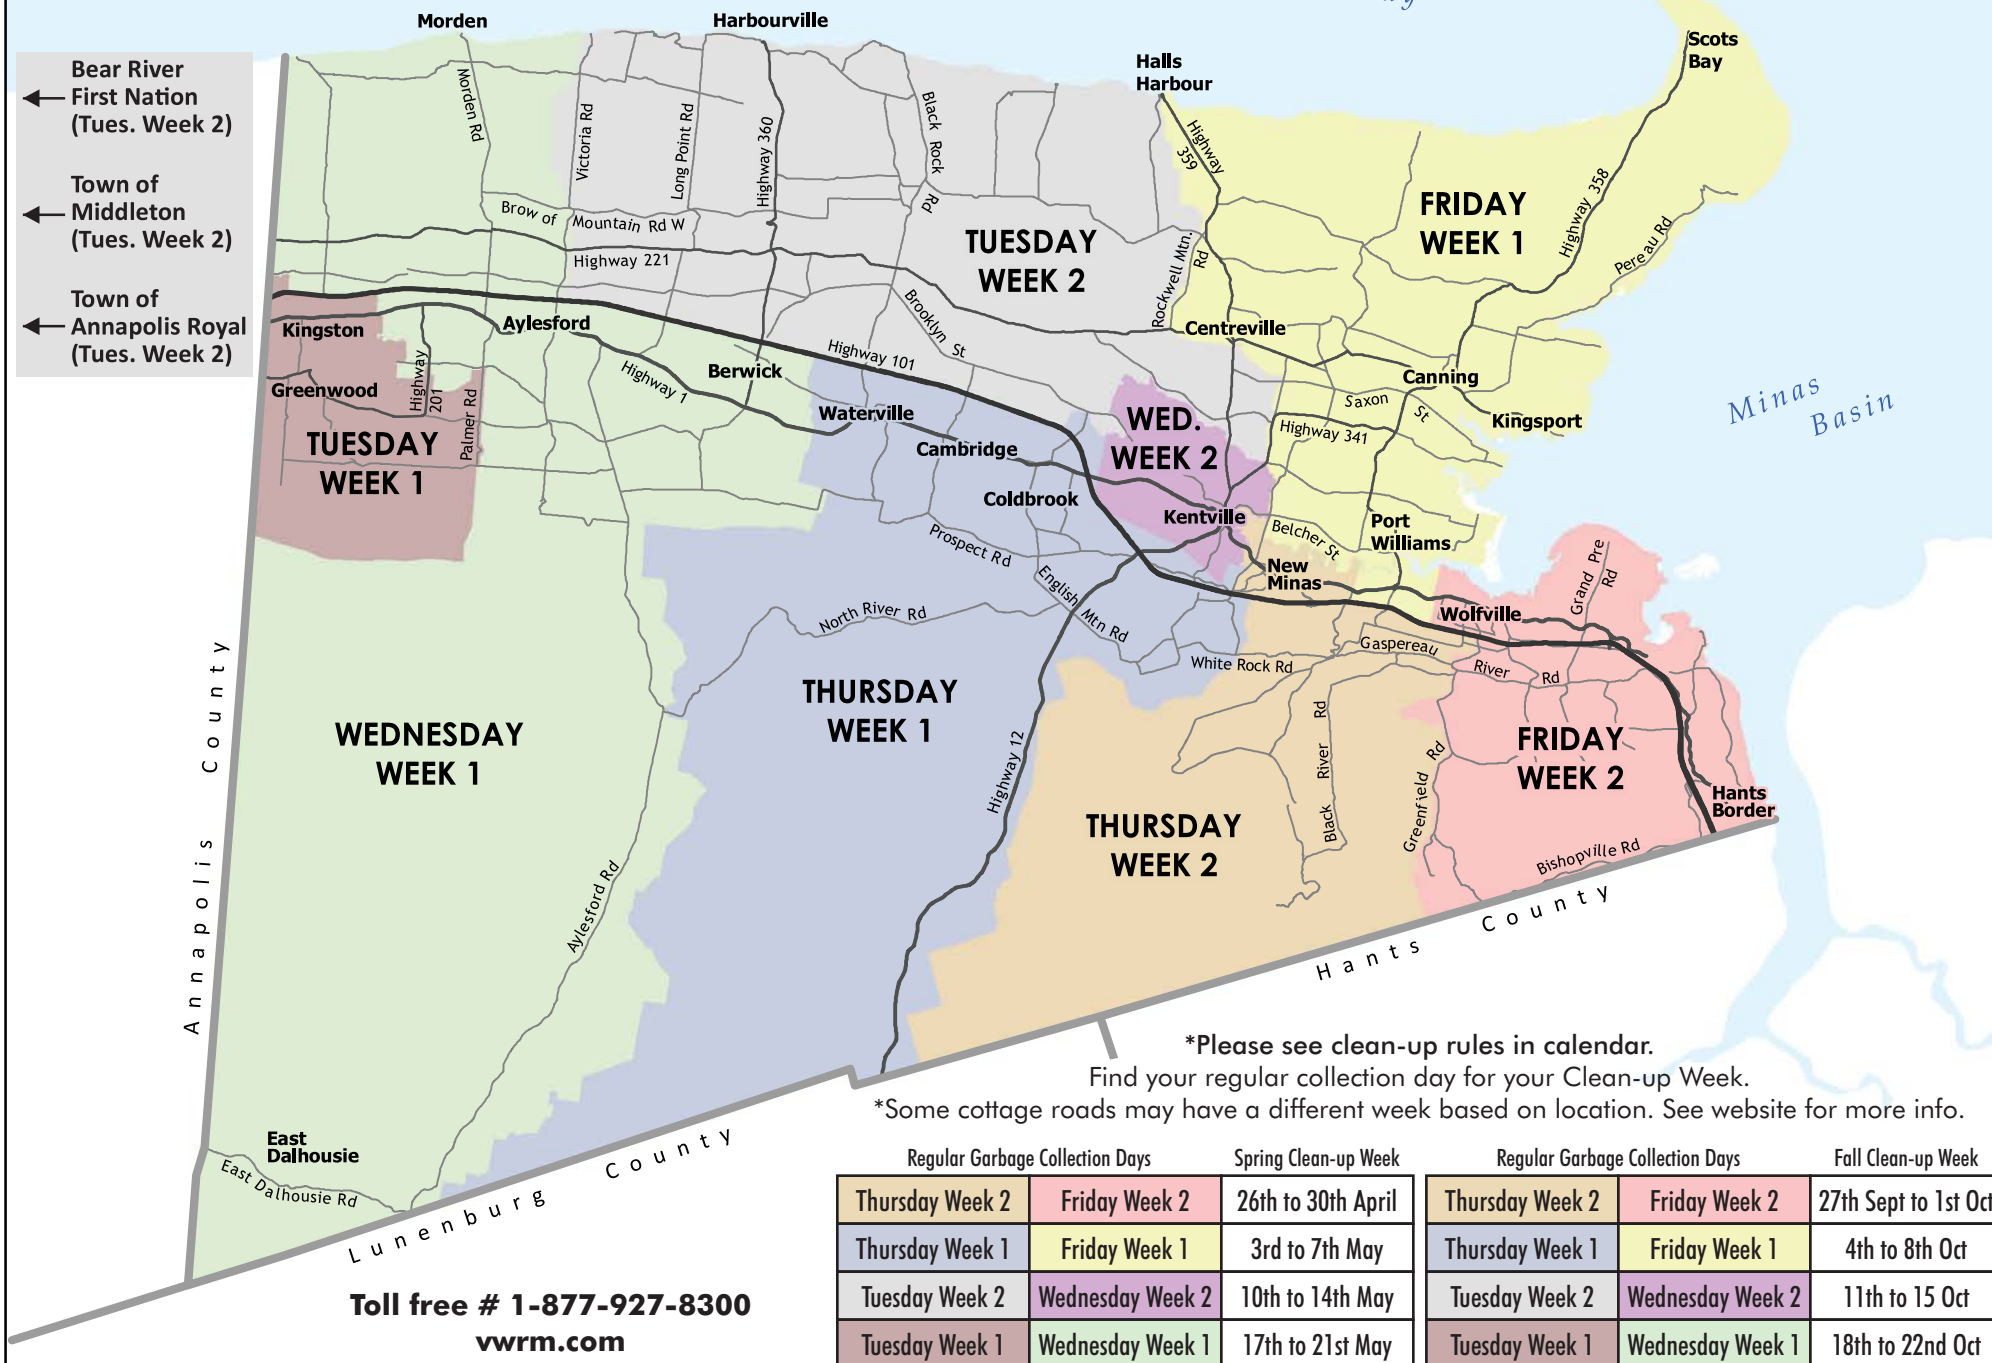 Morden
Harbourville
Scots
Bay
Halls
Harbour
Bear River
First Nation
(Tues. Week 2)
Town of
Middleton
(Tues. Week 2)
Town of
Annapolis Royal
(Tues. Week 2)
Morden Rd
Victoria Rd
Long Point Rd
Highway 360
Black Rock
Rd
Highway
359
Highway 358
Pereau Rd
Brow of Mountain Rd W
Highway 221
TUESDAY
WEEK 2
FRIDAY
WEEK 1
Rockwell Mtn.
Rd
Brooklyn St
Kingston
Aylesford
Centreville
Highway 101
Berwick
Highway 1
Highway
201
Palmer Rd
Greenwood
Canning
Saxon St
Kingsport
Minas
Basin
Waterville
WED.
WEEK 2
Highway 341
TUESDAY
WEEK 1
Cambridge
Coldbrook
Kentville
Belcher St
Port
Williams
Prospect Rd
New
Minas
Grand Pre
Rd
English Mtn Rd
North River Rd
Wolfville
Gaspereau
River Rd
White Rock Rd
Annapolis County
WEDNESDAY
WEEK 1
THURSDAY
WEEK 1
Highway 12
Black River Rd
Greenfield Rd
FRIDAY
WEEK 2
Hants
Border
THURSDAY
WEEK 2
Bishopville Rd
Aylesford Rd
Hants County
East
Dalhousie
East Dalhousie Rd
Lunenburg County
*Please see clean-up rules in calendar.
Find your regular collection day for your Clean-up Week.
*Some cottage roads may have a different week based on location. See website for more info.
Regular Garbage Collection Days Spring Clean-up Week
Thursday Week 2 Friday Week 2 26th to 30th April
Thursday Week 1 Friday Week 1 3rd to 7th May
Tuesday Week 2 Wednesday Week 2 10th to 14th May
Tuesday Week 1 Wednesday Week 1 17th to 21st May
Regular Garbage Collection Days Fall Clean-up Week
Thursday Week 2 Friday Week 2 27th Sept to 1st Oct
Thursday Week 1 Friday Week 1 4th to 8th Oct
Tuesday Week 2 Wednesday Week 2 11th to 15 Oct
Tuesday Week 1 Wednesday Week 1 18th to 22nd Oct
Toll free # 1-877-927-8300
vwrm.com